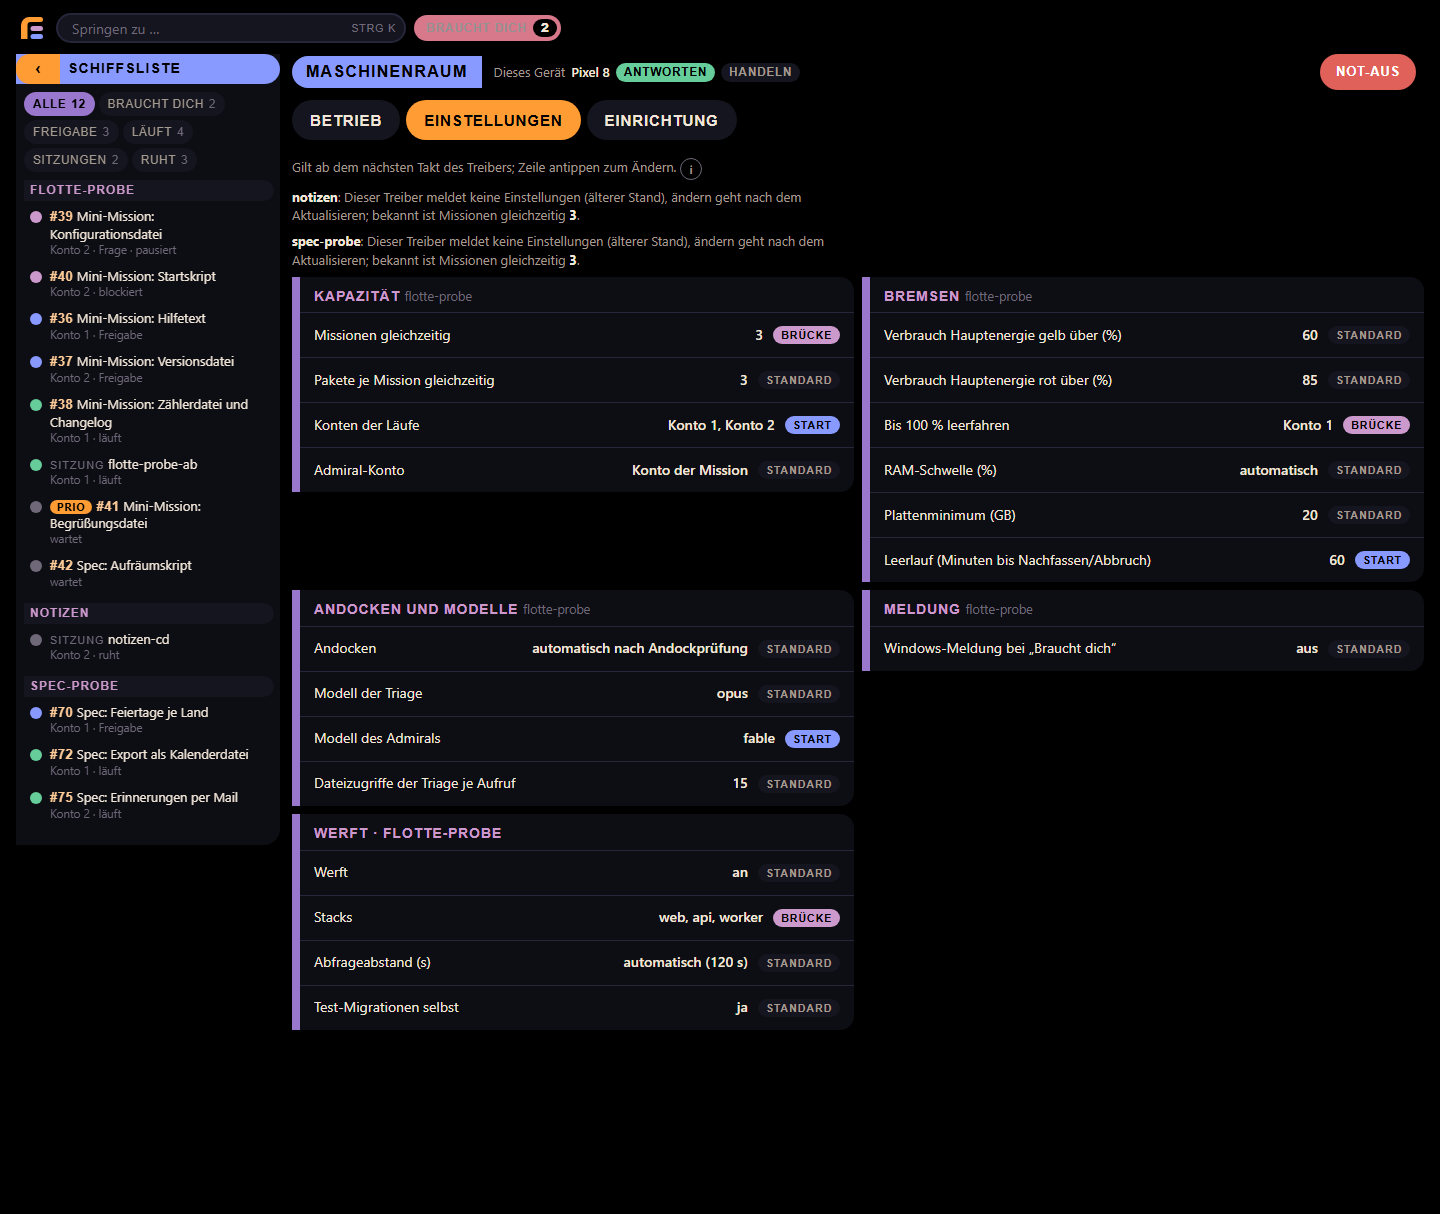 Springen zu ...
STRG K
BRAUCHT DICH 2
‹ SCHIFFSLISTE
ALLE 12
BRAUCHT DICH 2
FREIGABE 3
LÄUFT 4
SITZUNGEN 2
RUHT 3
FLOTTE-PROBE
#39 Mini-Mission:
Konfigurationsdatei
Konto 2 · Frage · pausiert
#40 Mini-Mission: Startskript
Konto 2 · blockiert
#36 Mini-Mission: Hilfetext
Konto 1 · Freigabe
#37 Mini-Mission: Versionsdatei
Konto 2 · Freigabe
#38 Mini-Mission: Zählerdatei und
Changelog
Konto 1 · läuft
SITZUNG flotte-probe-ab
Konto 1 · läuft
PRIO #41 Mini-Mission:
Begrüßungsdatei
wartet
#42 Spec: Aufräumskript
wartet
NOTIZEN
SITZUNG notizen-cd
Konto 2 · ruht
SPEC-PROBE
#70 Spec: Feiertage je Land
Konto 1 · Freigabe
#72 Spec: Export als Kalenderdatei
Konto 1 · läuft
#75 Spec: Erinnerungen per Mail
Konto 2 · läuft
MASCHINENRAUM
Dieses Gerät Pixel 8 ANTWORTEN HANDELN
NOT-AUS
BETRIEB
EINSTELLUNGEN
EINRICHTUNG
Gilt ab dem nächsten Takt des Treibers; Zeile antippen zum Ändern. i
notizen: Dieser Treiber meldet keine Einstellungen (älterer Stand), ändern geht nach dem
Aktualisieren; bekannt ist Missionen gleichzeitig 3.
spec-probe: Dieser Treiber meldet keine Einstellungen (älterer Stand), ändern geht nach dem
Aktualisieren; bekannt ist Missionen gleichzeitig 3.
KAPAZITÄT flotte-probe
Missionen gleichzeitig 3 BRÜCKE
Pakete je Mission gleichzeitig 3 STANDARD
Konten der Läufe Konto 1, Konto 2 START
Admiral-Konto Konto der Mission STANDARD
BREMSEN flotte-probe
Verbrauch Hauptenergie gelb über (%) 60 STANDARD
Verbrauch Hauptenergie rot über (%) 85 STANDARD
Bis 100 % leerfahren Konto 1 BRÜCKE
RAM-Schwelle (%) automatisch STANDARD
Plattenminimum (GB) 20 STANDARD
Leerlauf (Minuten bis Nachfassen/Abbruch) 60 START
ANDOCKEN UND MODELLE flotte-probe
Andocken automatisch nach Andockprüfung STANDARD
Modell der Triage opus STANDARD
Modell des Admirals fable START
Dateizugriffe der Triage je Aufruf 15 STANDARD
MELDUNG flotte-probe
Windows-Meldung bei „Braucht dich“ aus STANDARD
WERFT · FLOTTE-PROBE
Werft an STANDARD
Stacks web, api, worker BRÜCKE
Abfrageabstand (s) automatisch (120 s) STANDARD
Test-Migrationen selbst ja STANDARD